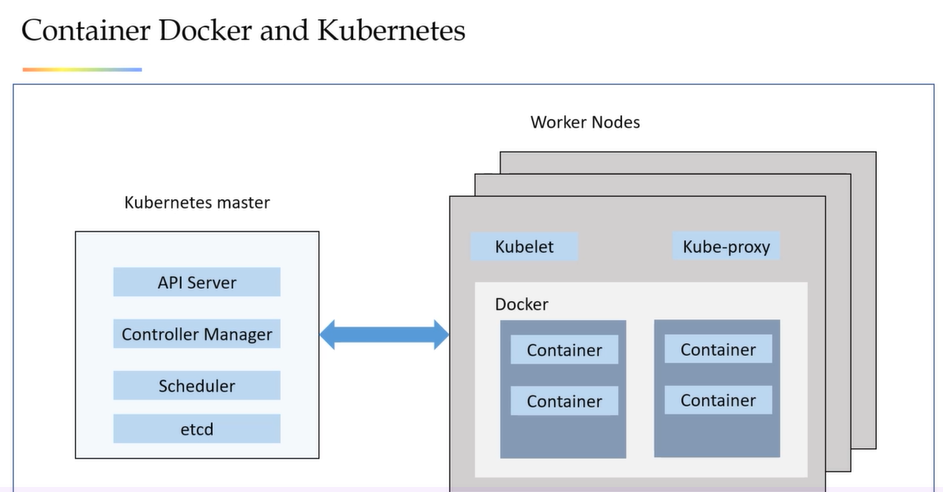 Container Docker and Kubernetes
Worker Nodes
Kubernetes master
API Server
Controller Manager
Scheduler
etcd
Kubelet
Kube-proxy
Docker
Container
Container
Container
Container